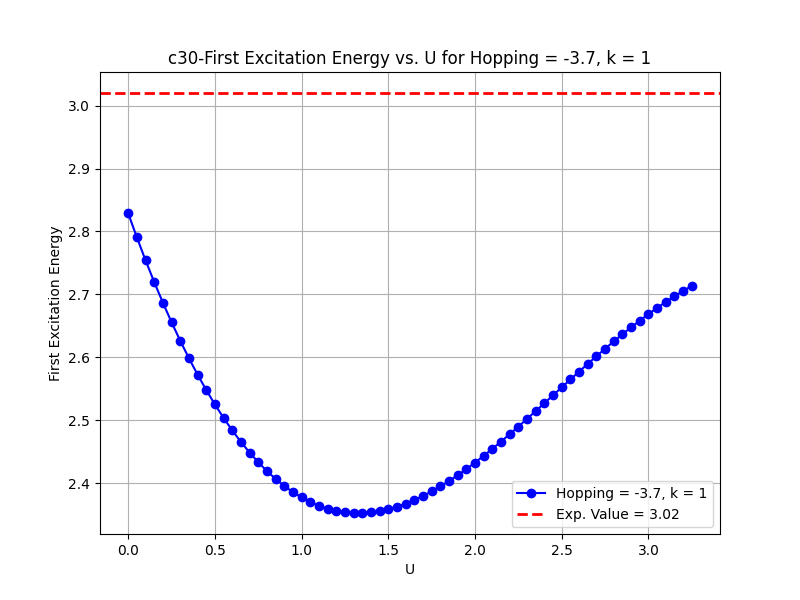 c30-First Excitation Energy vs. U for Hopping = -3.7, k = 1
First Excitation Energy
3.0
2.9
2.8
2.7
2.6
2.5
2.4
Hopping = -3.7, k = 1
Exp. Value = 3.02
0.0 0.5 1.0 1.5 2.0 2.5 3.0
U